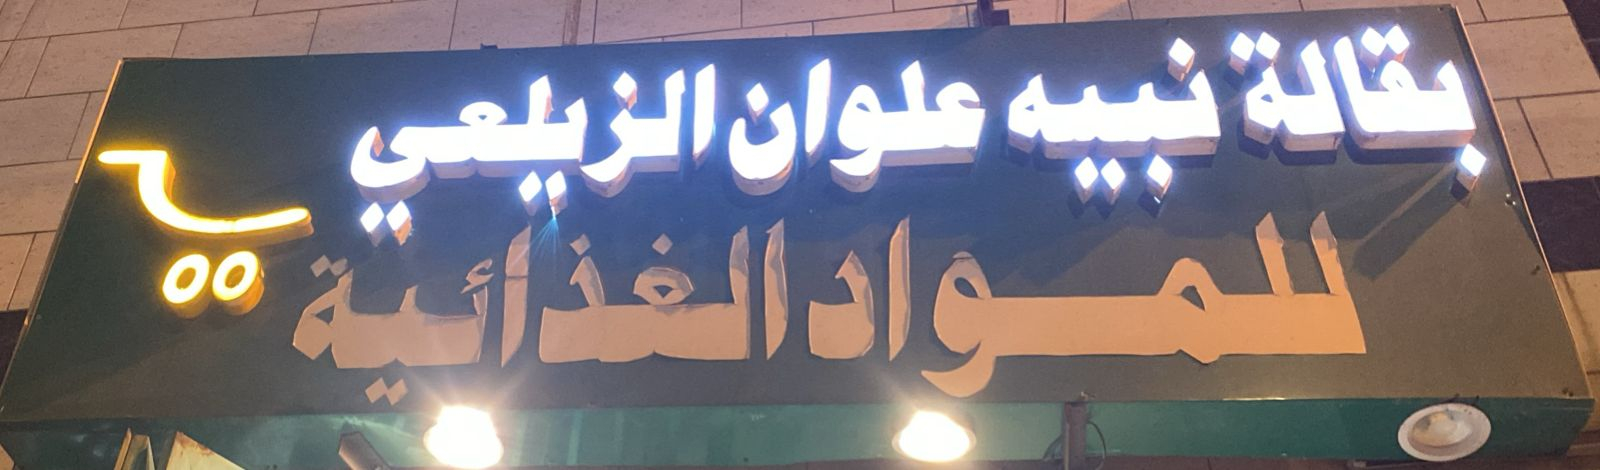 بقالة نبيه علوان الزيلعي
للمواد الغذائية